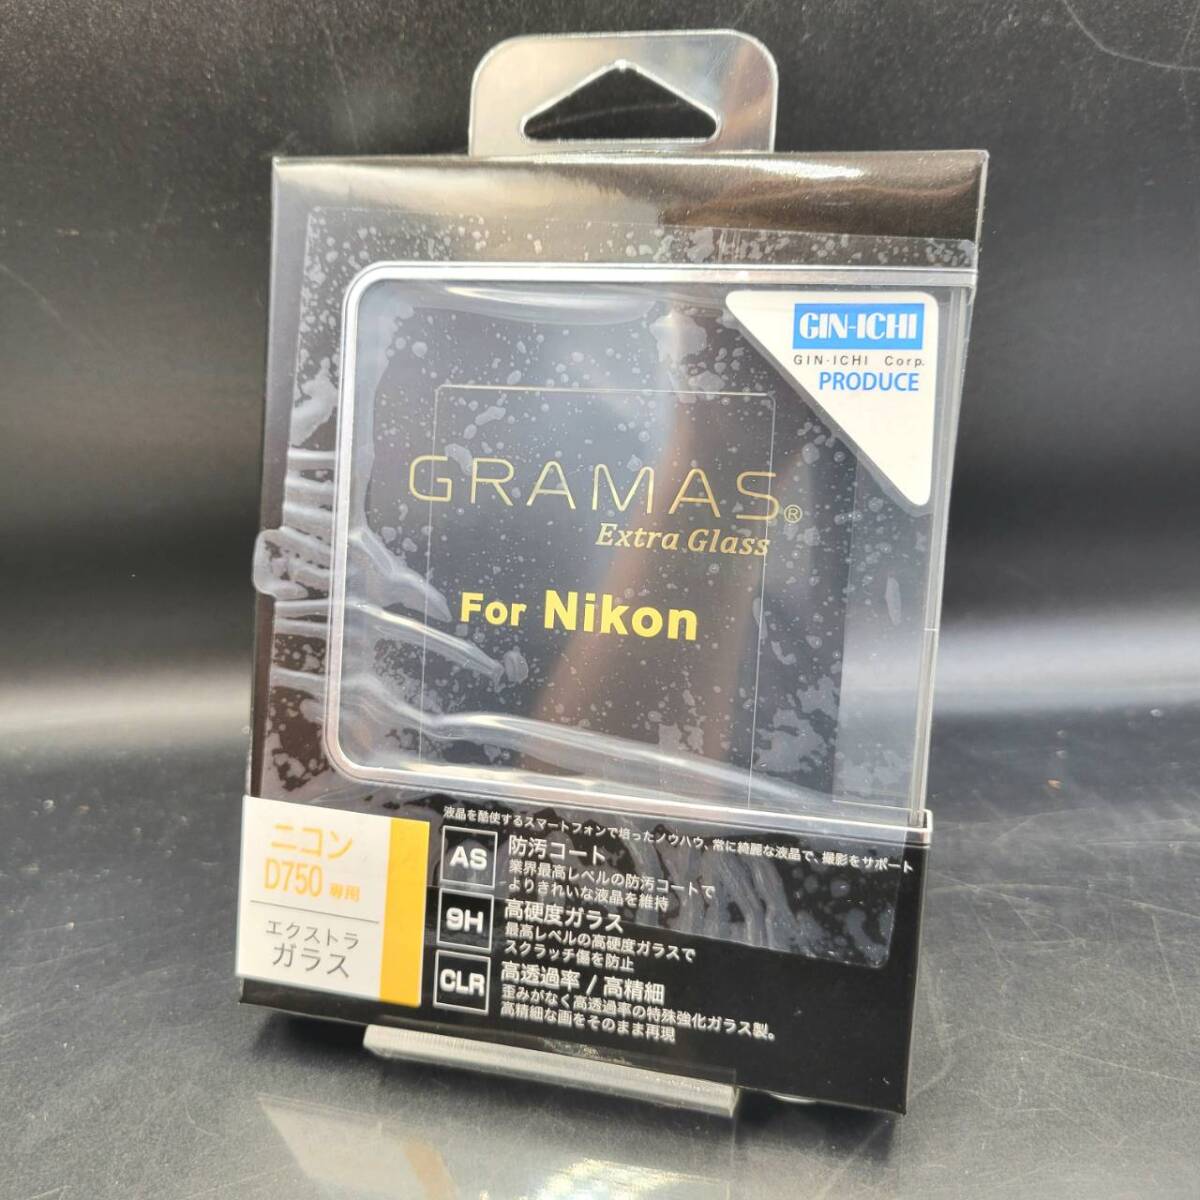 GIN-ICHI
GIN-ICHI Corp.
PRODUCE
GRAMAS®
Extra Glass
For Nikon
ニコン
D750 専用
エクストラ
ガラス
液晶を酷使するスマートフォンで培ったノウハウ、常に綺麗な液晶で、撮影をサポート
AS
防汚コート
業界最高レベルの防汚コートで
よりきれいな液晶を維持
9H
高硬度ガラス
最高レベルの高硬度ガラスで
スクラッチ傷を防止
CLR
高透過率 / 高精細
歪みがなく高透過率の特殊強化ガラス製。
高精細な画をそのまま再現